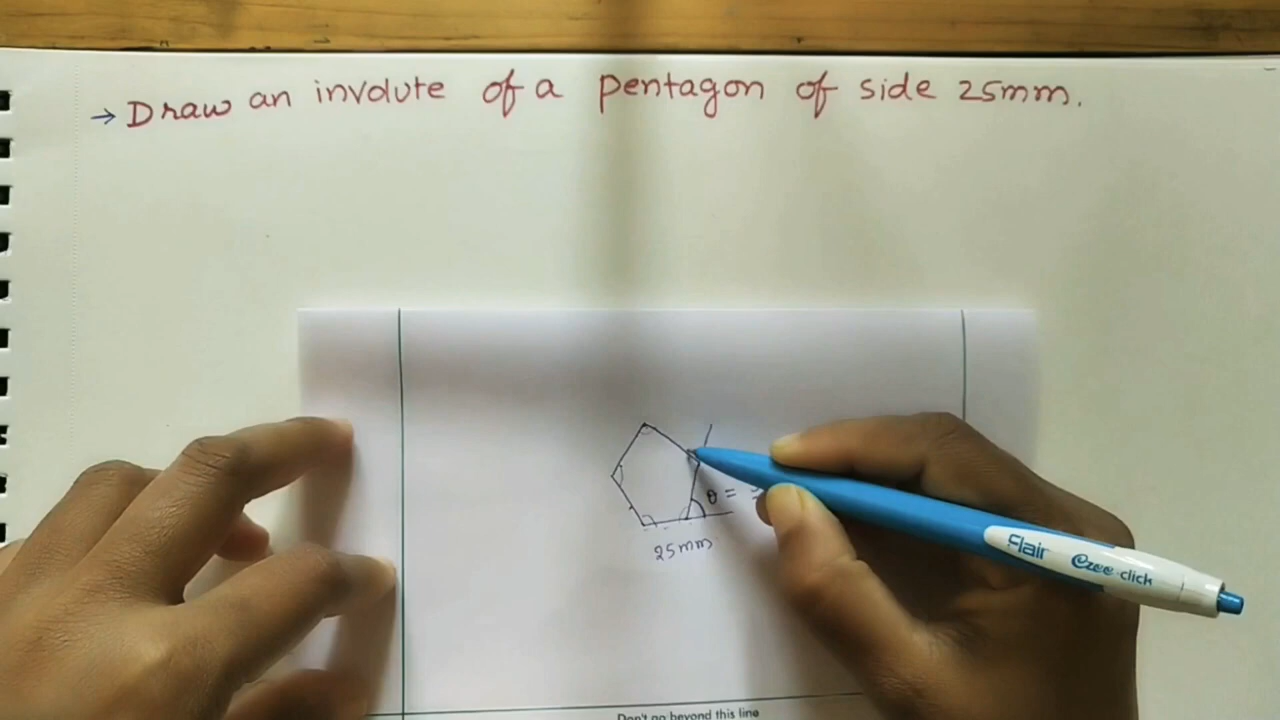 → Draw an involute of a pentagon of side 25mm.
θ =
25mm
Flair Ezee-click
Don't go beyond this line